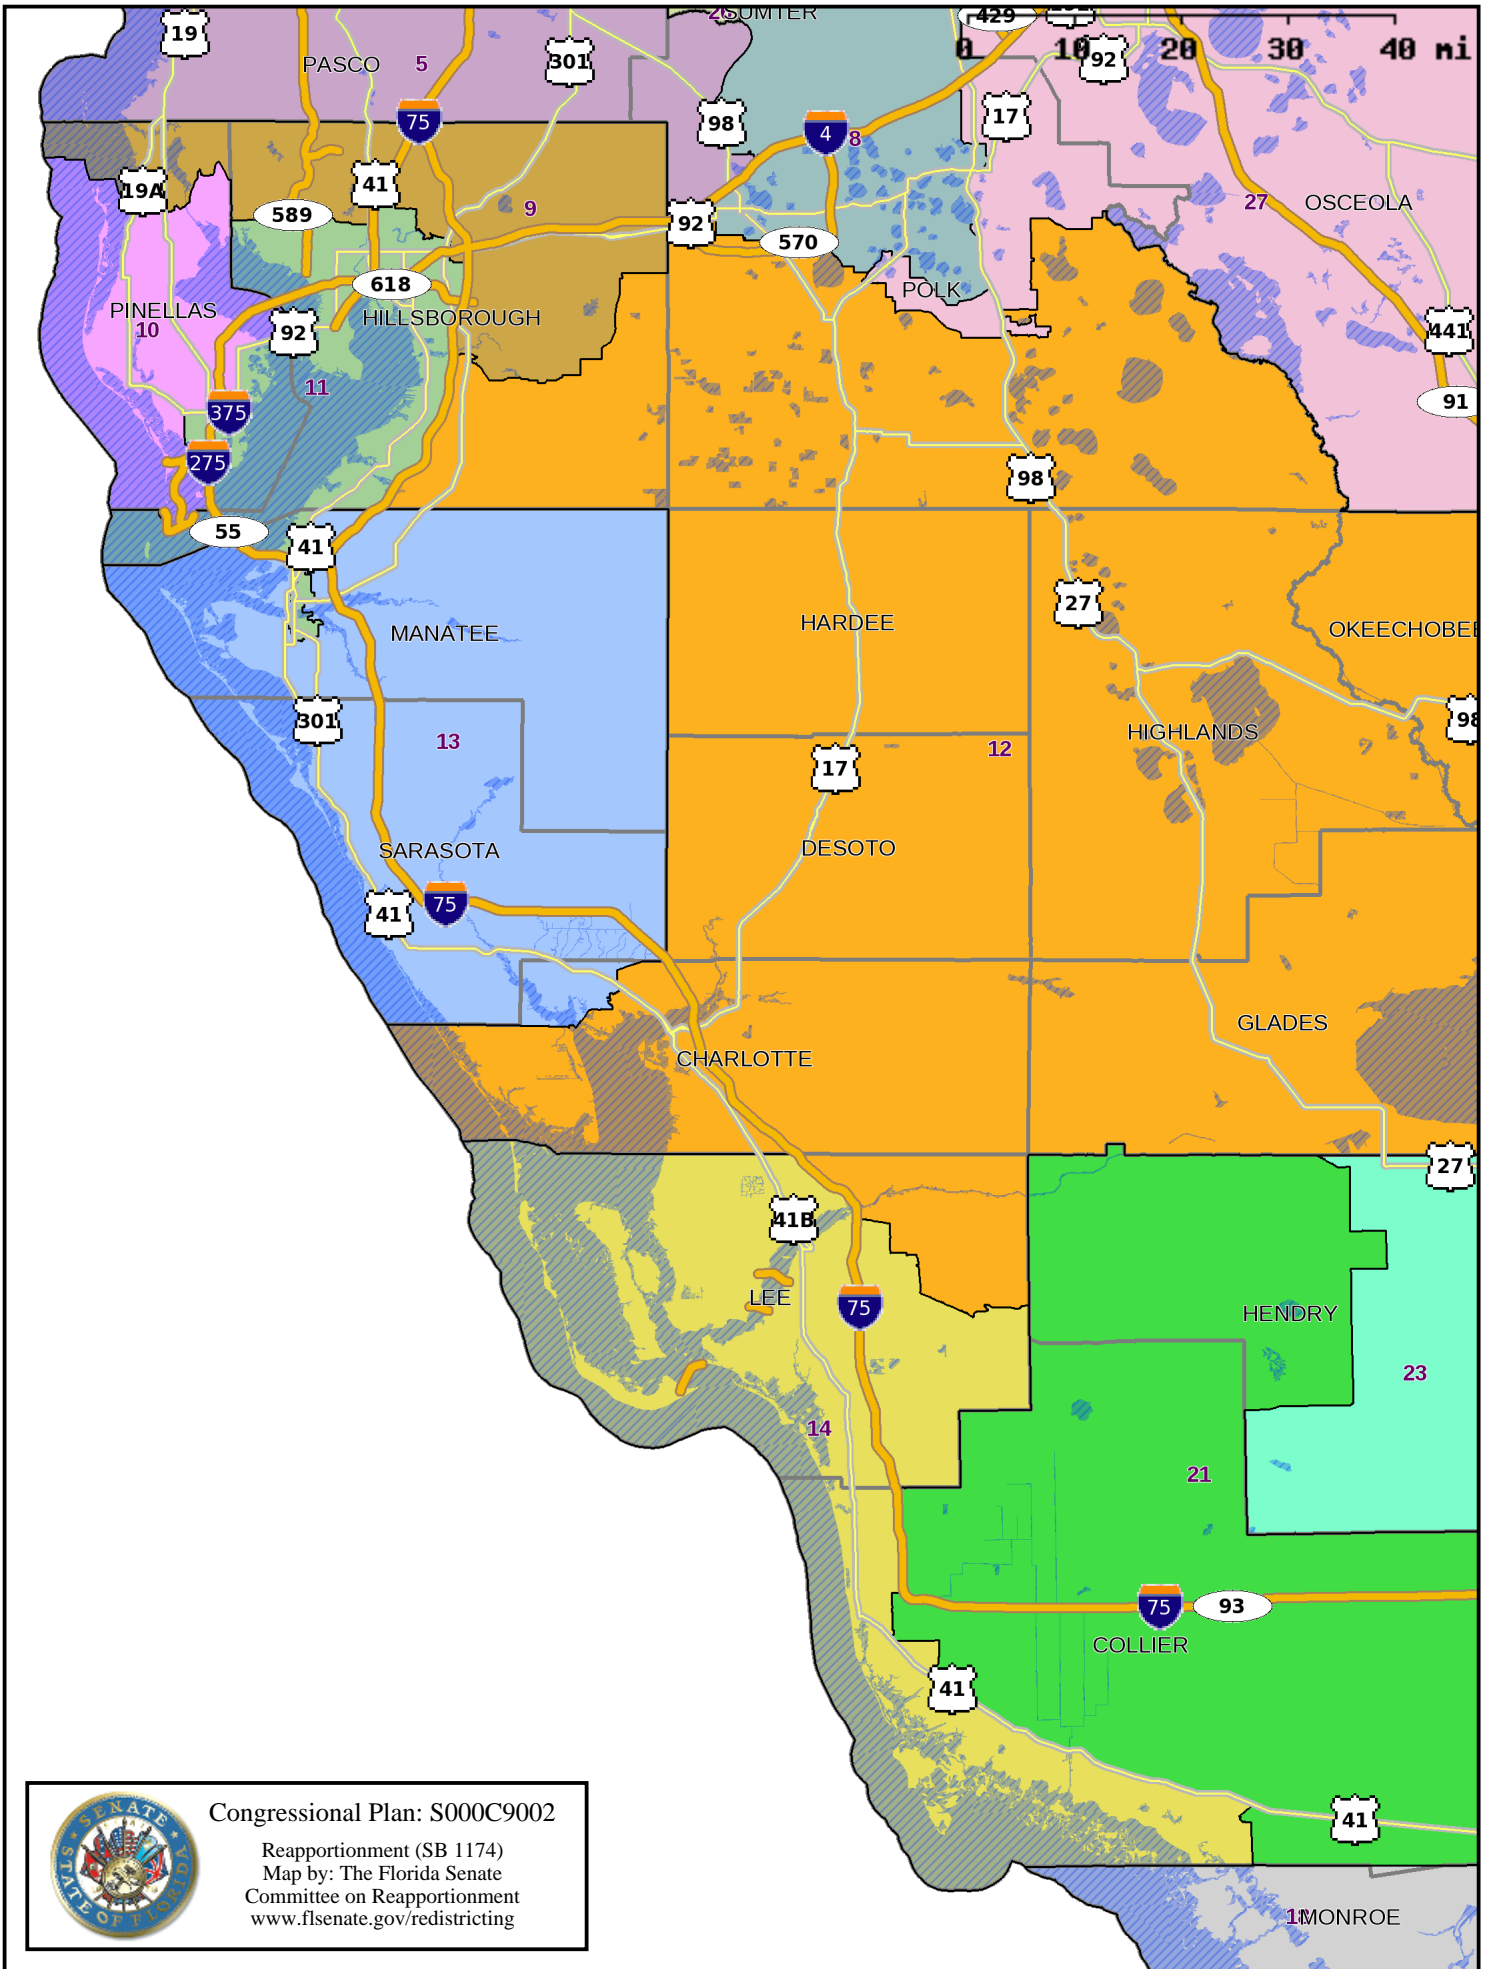 SUMTER
19
429
0 10 20 30 40 mi
PASCO
5
301
92
98
17
75
4
8
19A
41
9
589
92
27
OSCEOLA
570
618
POLK
PINELLAS
10
92
HILLSBOROUGH
441
11
375
91
275
98
55
41
27
MANATEE
HARDEE
OKEECHOBEE
301
98
13
12
HIGHLANDS
17
SARASOTA
DESOTO
41
75
GLADES
CHARLOTTE
27
41B
LEE
75
HENDRY
23
14
21
75
93
COLLIER
41
41
MONROE
SENATE
STATE OF FLORIDA
Congressional Plan: S000C9002
Reapportionment (SB 1174)
Map by: The Florida Senate
Committee on Reapportionment
www.flsenate.gov/redistricting